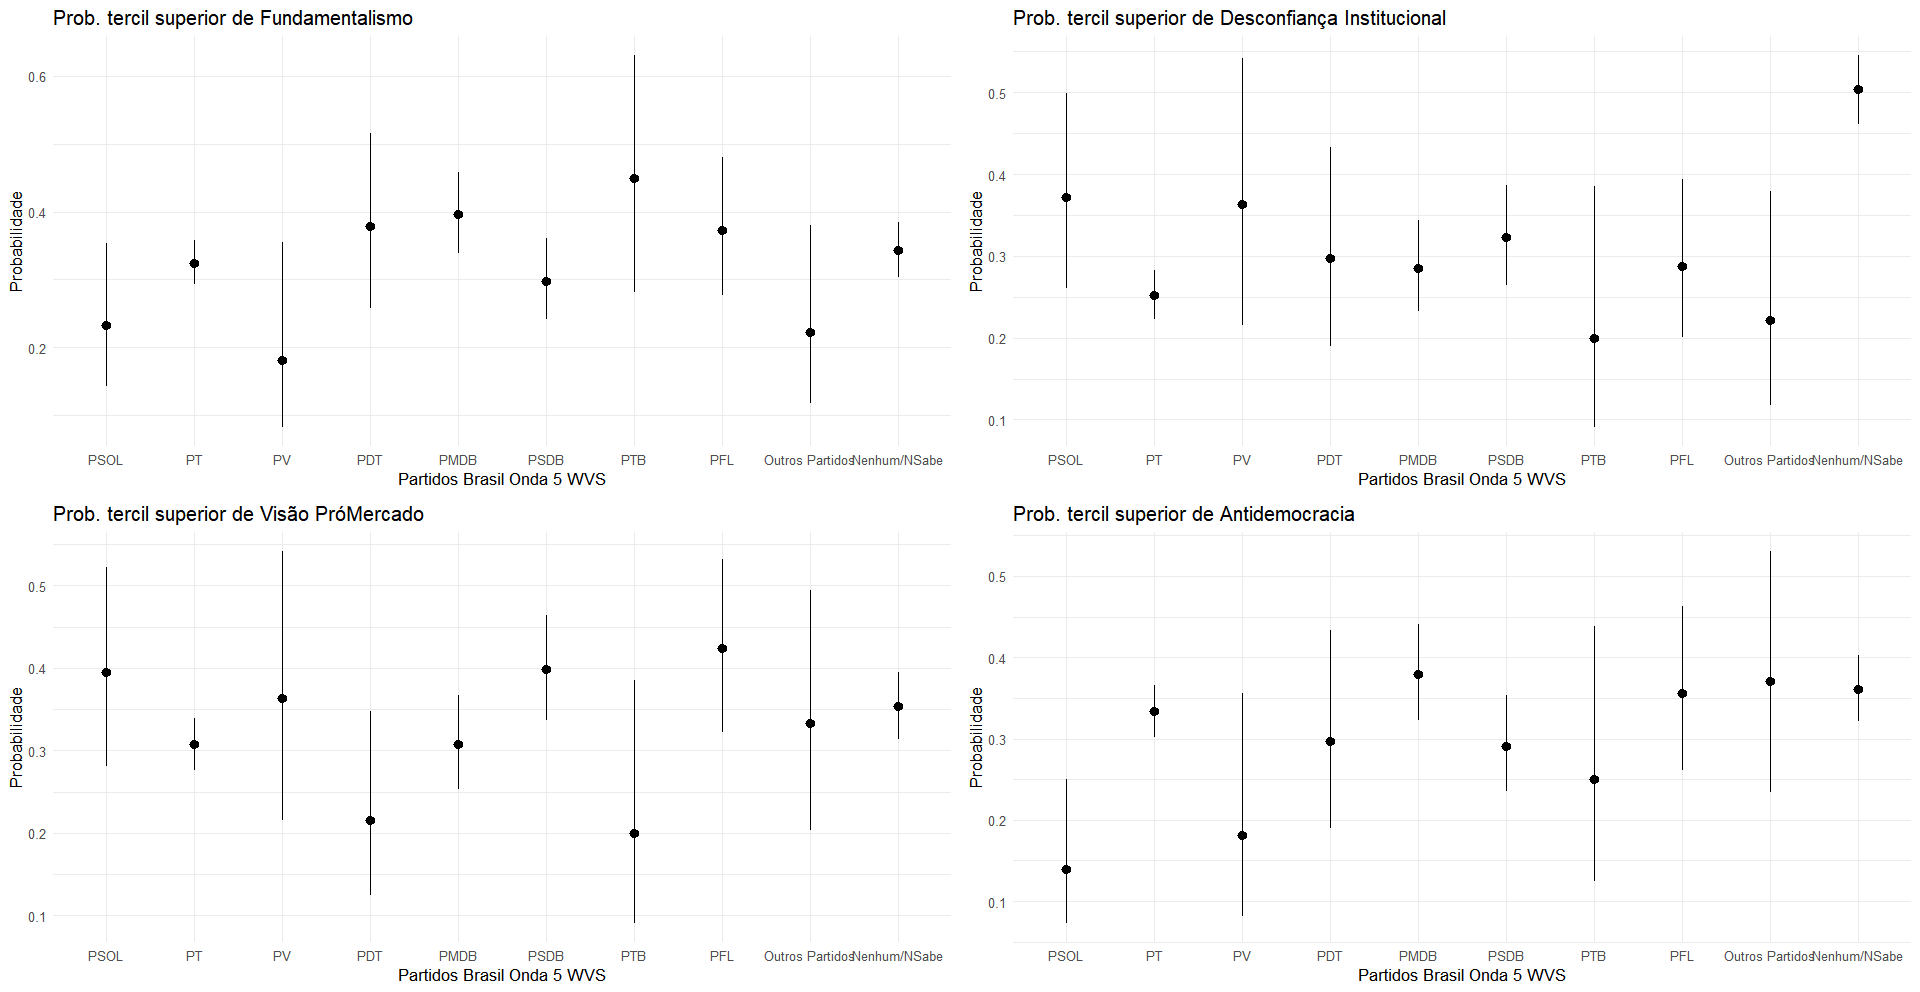 Prob. tercil superior de Fundamentalismo
Probabilidade
0.6
0.4
0.2
PSOL PT PV PDT PMDB PSDB PTB PFL Outros Partidos Nenhum/NSabe
Partidos Brasil Onda 5 WVS
Prob. tercil superior de Desconfiança Institucional
Probabilidade
0.5
0.4
0.3
0.2
0.1
PSOL PT PV PDT PMDB PSDB PTB PFL Outros Partidos Nenhum/NSabe
Partidos Brasil Onda 5 WVS
Prob. tercil superior de Visão PróMercado
Probabilidade
0.5
0.4
0.3
0.2
0.1
PSOL PT PV PDT PMDB PSDB PTB PFL Outros Partidos Nenhum/NSabe
Partidos Brasil Onda 5 WVS
Prob. tercil superior de Antidemocracia
Probabilidade
0.5
0.4
0.3
0.2
0.1
PSOL PT PV PDT PMDB PSDB PTB PFL Outros Partidos Nenhum/NSabe
Partidos Brasil Onda 5 WVS